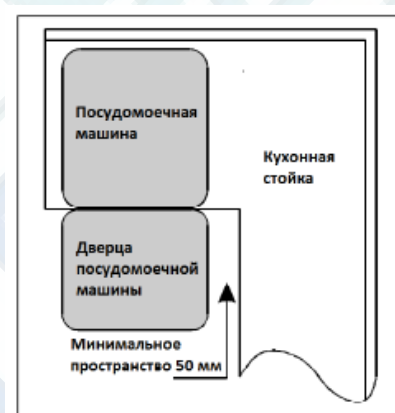 Посудомоечная
машина
Кухонная
стойка
Дверца
посудомоечной
машины
Минимальное
пространство 50 мм